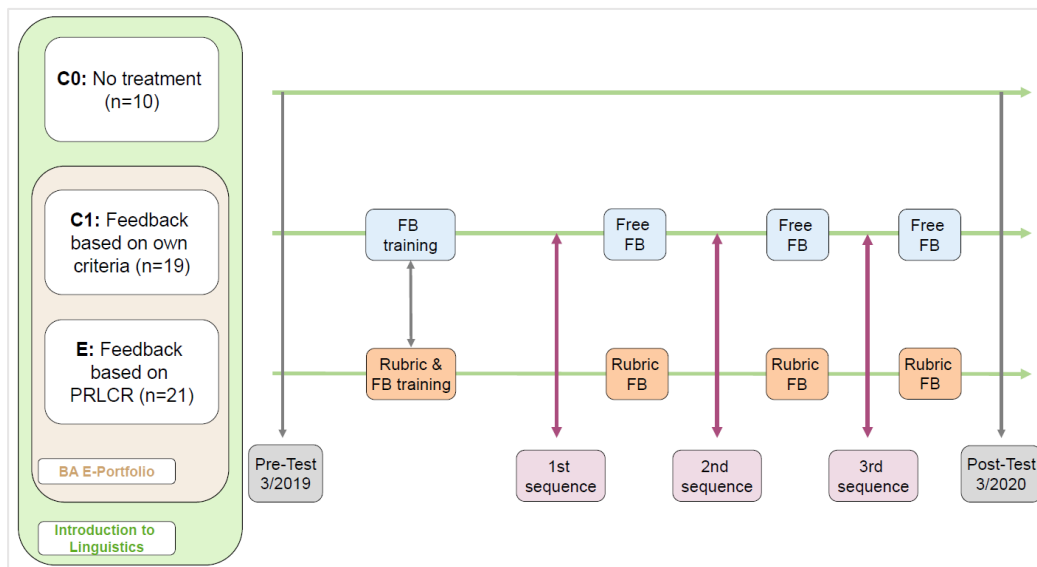 C0: No treatment
(n=10)
C1: Feedback
based on own
criteria (n=19)
E: Feedback
based on
PRLCR (n=21)
BA E-Portfolio
Introduction to
Linguistics
FB
training
Free
FB
Free
FB
Free
FB
Rubric &
FB training
Rubric
FB
Rubric
FB
Rubric
FB
Pre-Test
3/2019
1st
sequence
2nd
sequence
3rd
sequence
Post-Test
3/2020